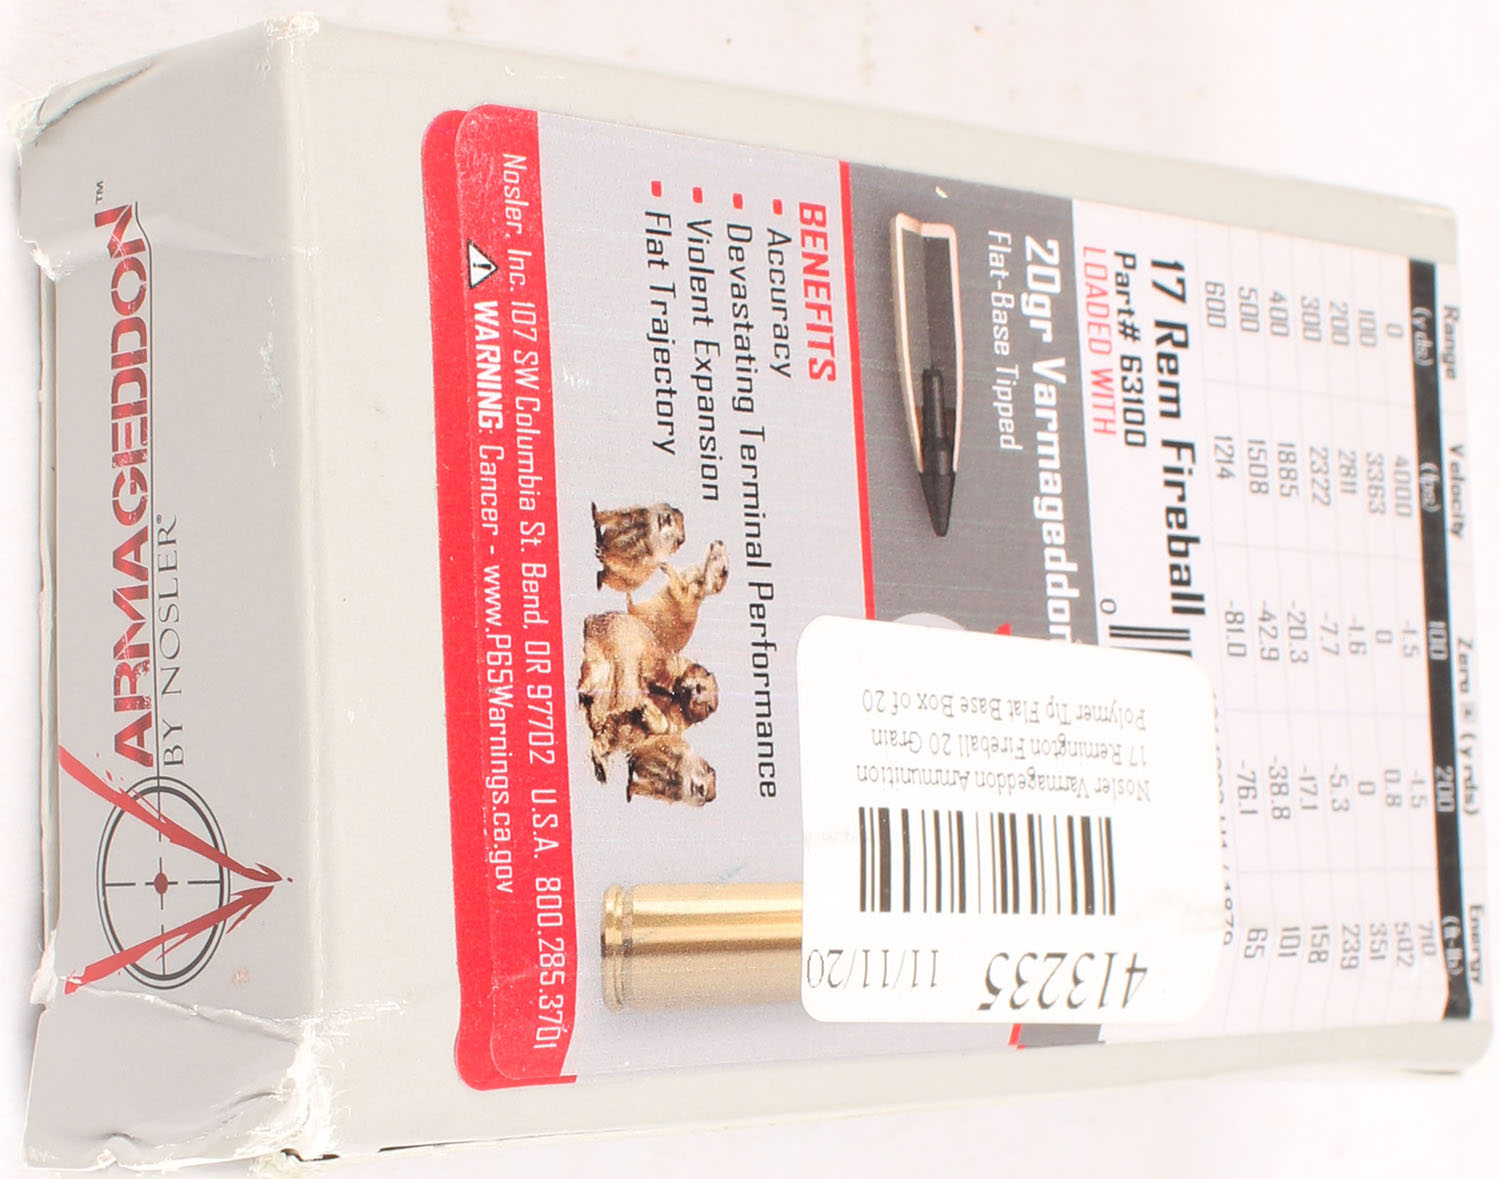 VARMAGEDDON™
BY NOSLER®
Range Velocity Zero @ (yrds) Energy
(yds) (fps) 100 200 (ft-lb)
0 4000 -1.5 -1.5 710
100 3363 0 0.8 502
200 2811 -1.6 0 351
300 2322 -7.7 -5.3 239
400 1885 -20.3 -17.1 158
500 1508 -42.9 -38.8 101
600 1214 -81.0 -76.1 65
17 Rem Fireball
Part# 63100
LOADED WITH
0
20gr Varmageddon
Flat-Base Tipped
BENEFITS
Accuracy
Devastating Terminal Performance
Violent Expansion
Flat Trajectory
Nosler, Inc. 107 SW Columbia St. Bend, OR 97702 U.S.A. 800.285.3701
WARNING: Cancer - www.P65Warnings.ca.gov
413235
11/11/20
Nosler Varmageddon Ammunition
17 Remington Fireball 20 Grain
Polymer Tip Flat Base Box of 20